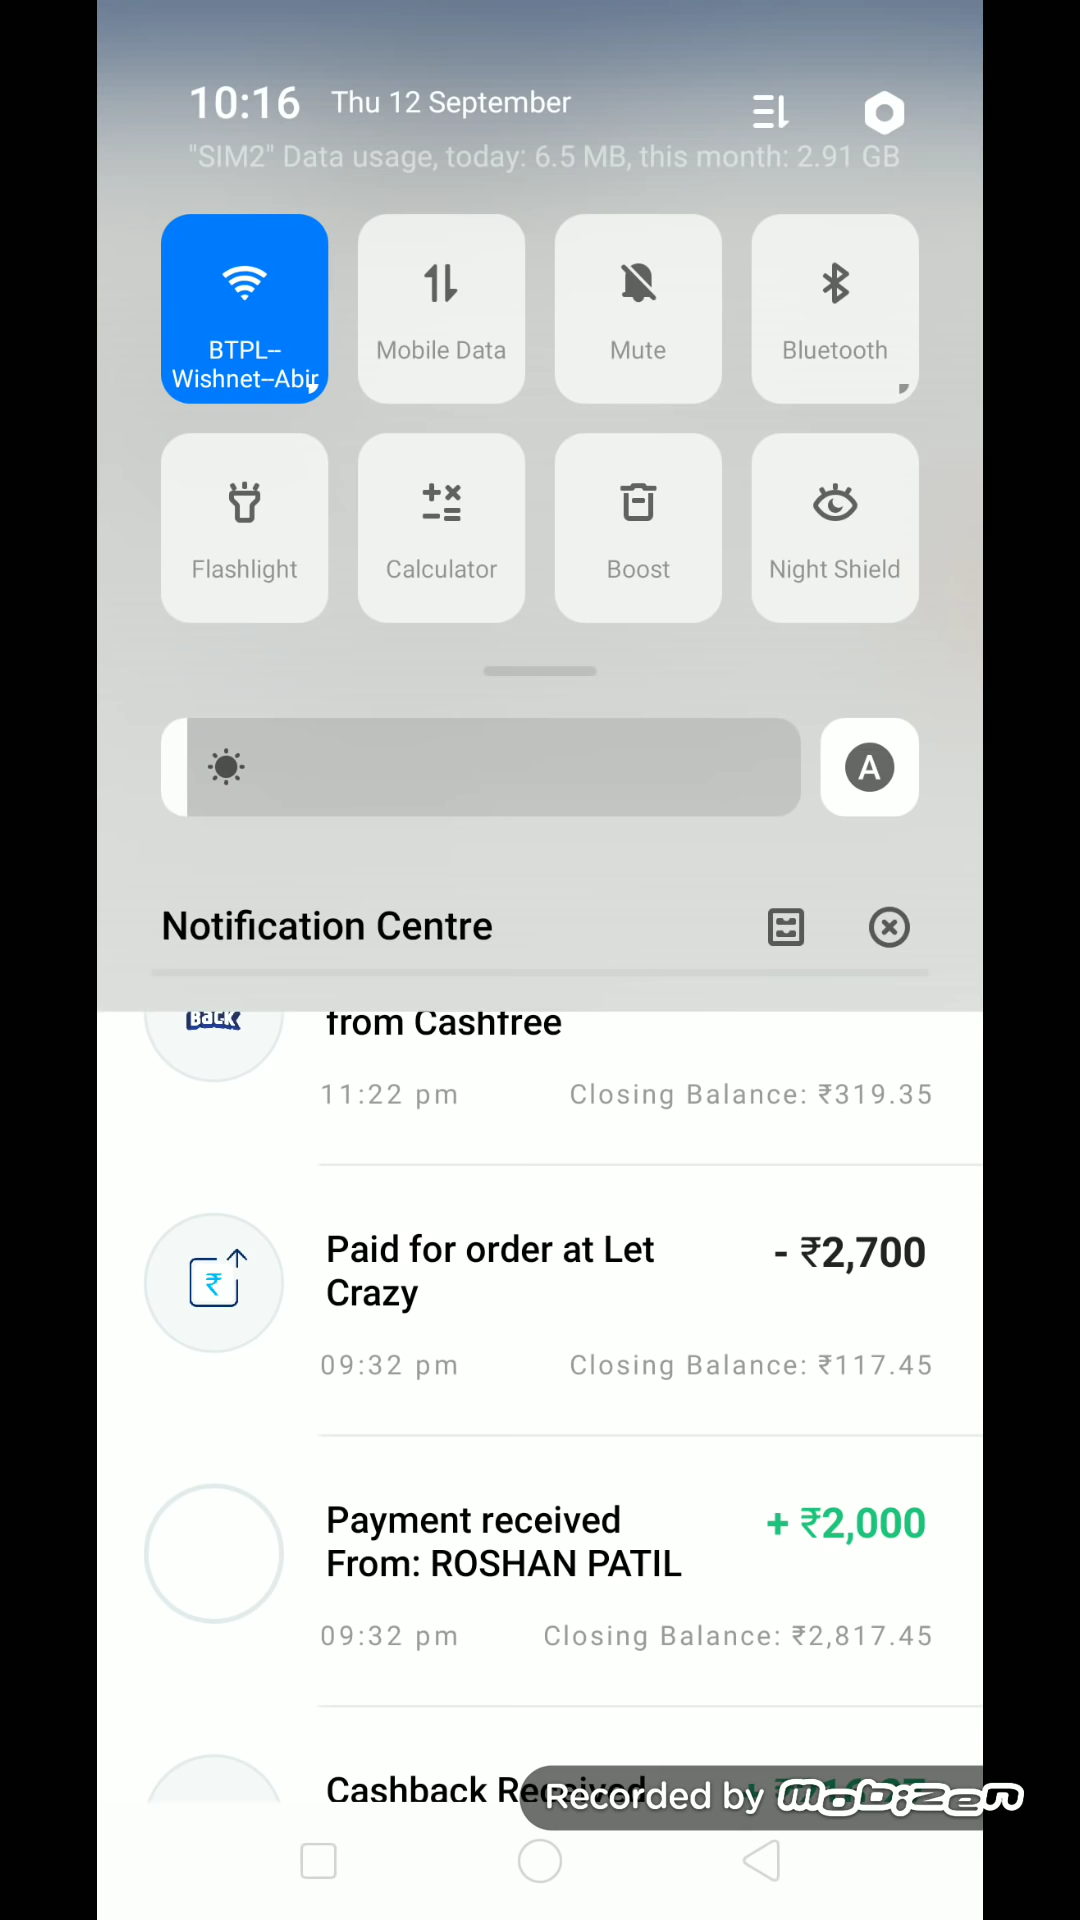 10:16 Thu 12 September
"SIM2" Data usage, today: 6.5 MB, this month: 2.91 GB
BTPL–
Wishnet–Abir
Mobile Data
Mute
Bluetooth
Flashlight
Calculator
Boost
Night Shield
A
Notification Centre
Back
from Cashfree
11:22 pm Closing Balance: ₹319.35
Paid for order at Let
Crazy
- ₹2,700
09:32 pm Closing Balance: ₹117.45
Payment received
From: ROSHAN PATIL
+ ₹2,000
09:32 pm Closing Balance: ₹2,817.45
Cashback Received
Recorded by mobizen